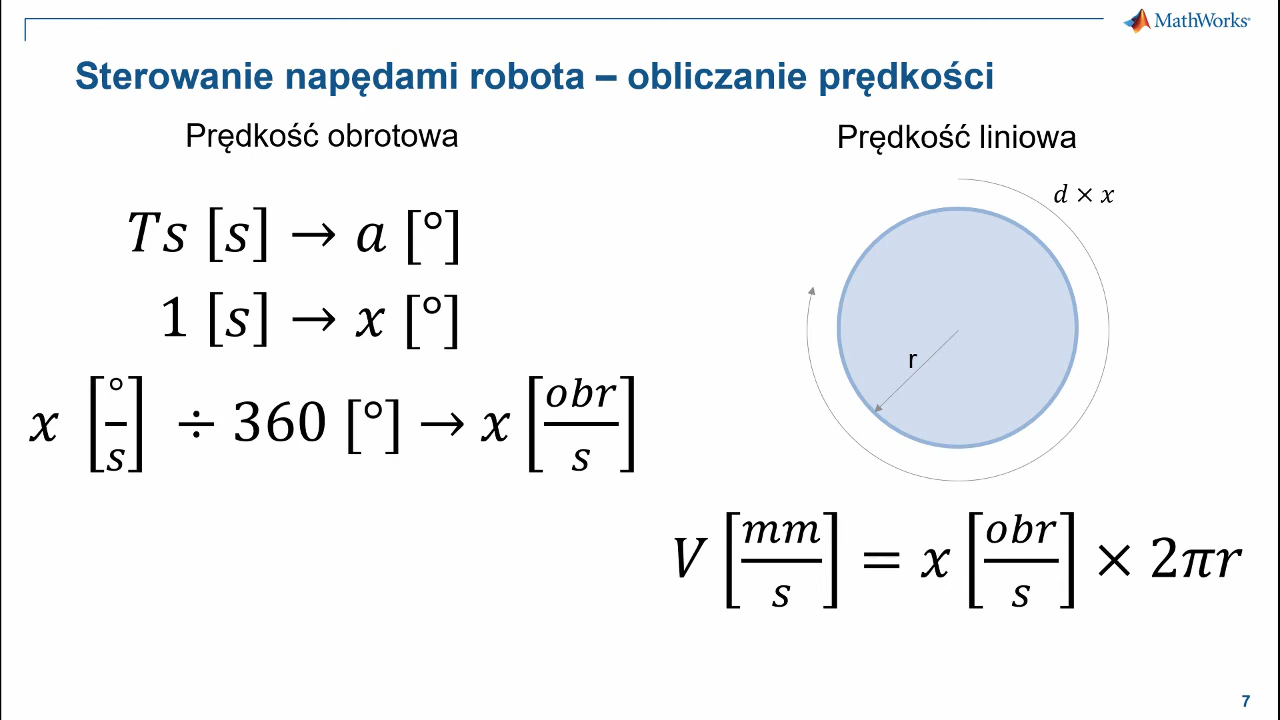 MathWorks®
Sterowanie napędami robota – obliczanie prędkości
Prędkość obrotowa
Ts [s] → a [°]
1 [s] → x [°]
x [°/s] ÷ 360 [°] → x [obr/s]
Prędkość liniowa
d × x
r
V [mm/s] = x [obr/s] × 2πr
7